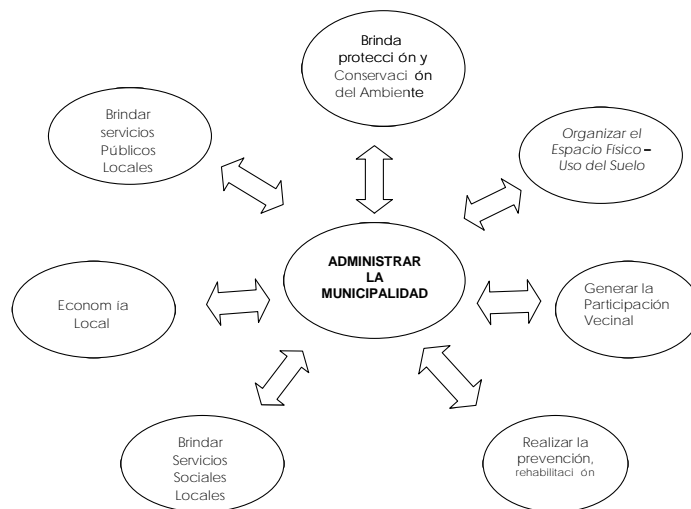 Brinda
protecci ón y
Conservaci ón
del Ambiente
Brindar
servicios
Públicos
Locales
Organizar el
Espacio Físico –
Uso del Suelo
ADMINISTRAR
LA
MUNICIPALIDAD
Econom ía
Local
Generar la
Participación
Vecinal
Brindar
Servicios
Sociales
Locales
Realizar la
prevención,
rehabilitaci ón